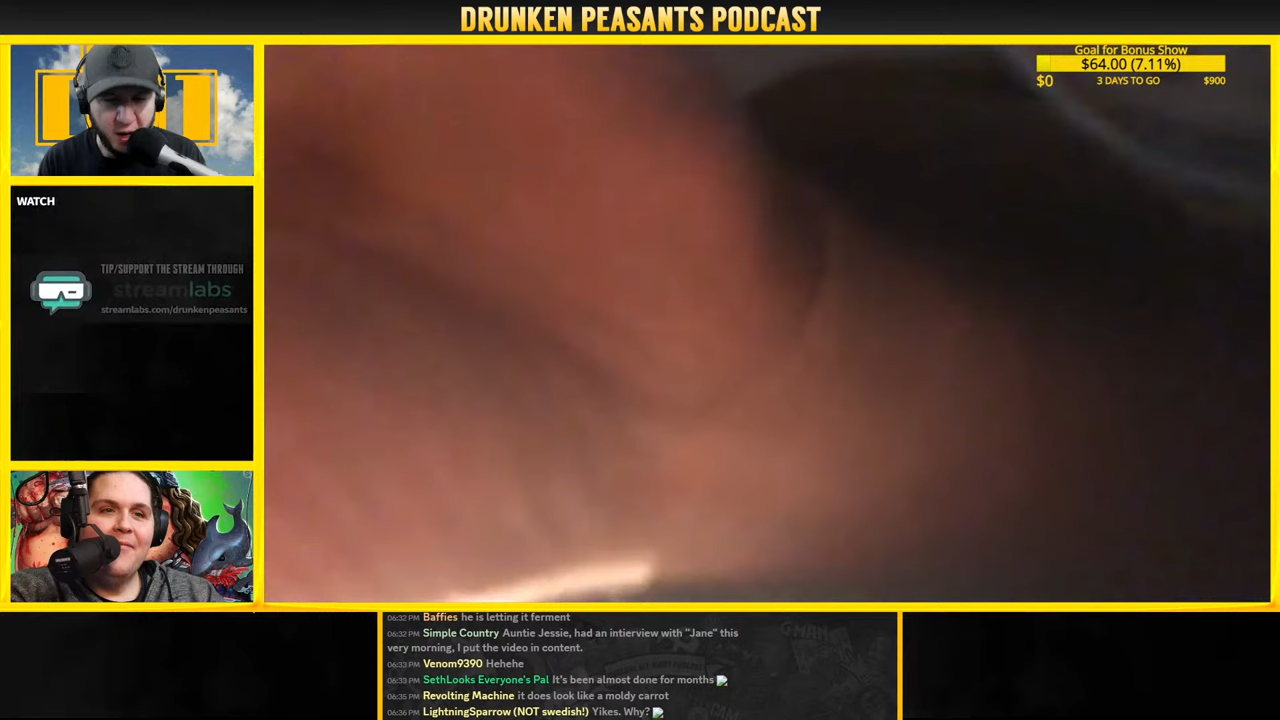 DRUNKEN PEASANTS PODCAST
Goal for Bonus Show
$64.00 (7.11%)
$0 3 DAYS TO GO $900
WATCH
TIP/SUPPORT THE STREAM THROUGH
streamlabs
streamlabs.com/drunkenpeasants
06:32 PM Baffies he is letting it ferment
06:32 PM Simple Country Auntie Jessie, had an intierview with "Jane" this
very morning, I put the video in content.
06:33 PM Venom9390 Hehehe
06:33 PM SethLooks Everyone's Pal It's been almost done for months
06:35 PM Revolting Machine it does look like a moldy carrot
06:36 PM LightningSparrow (NOT swedish!) Yikes. Why?